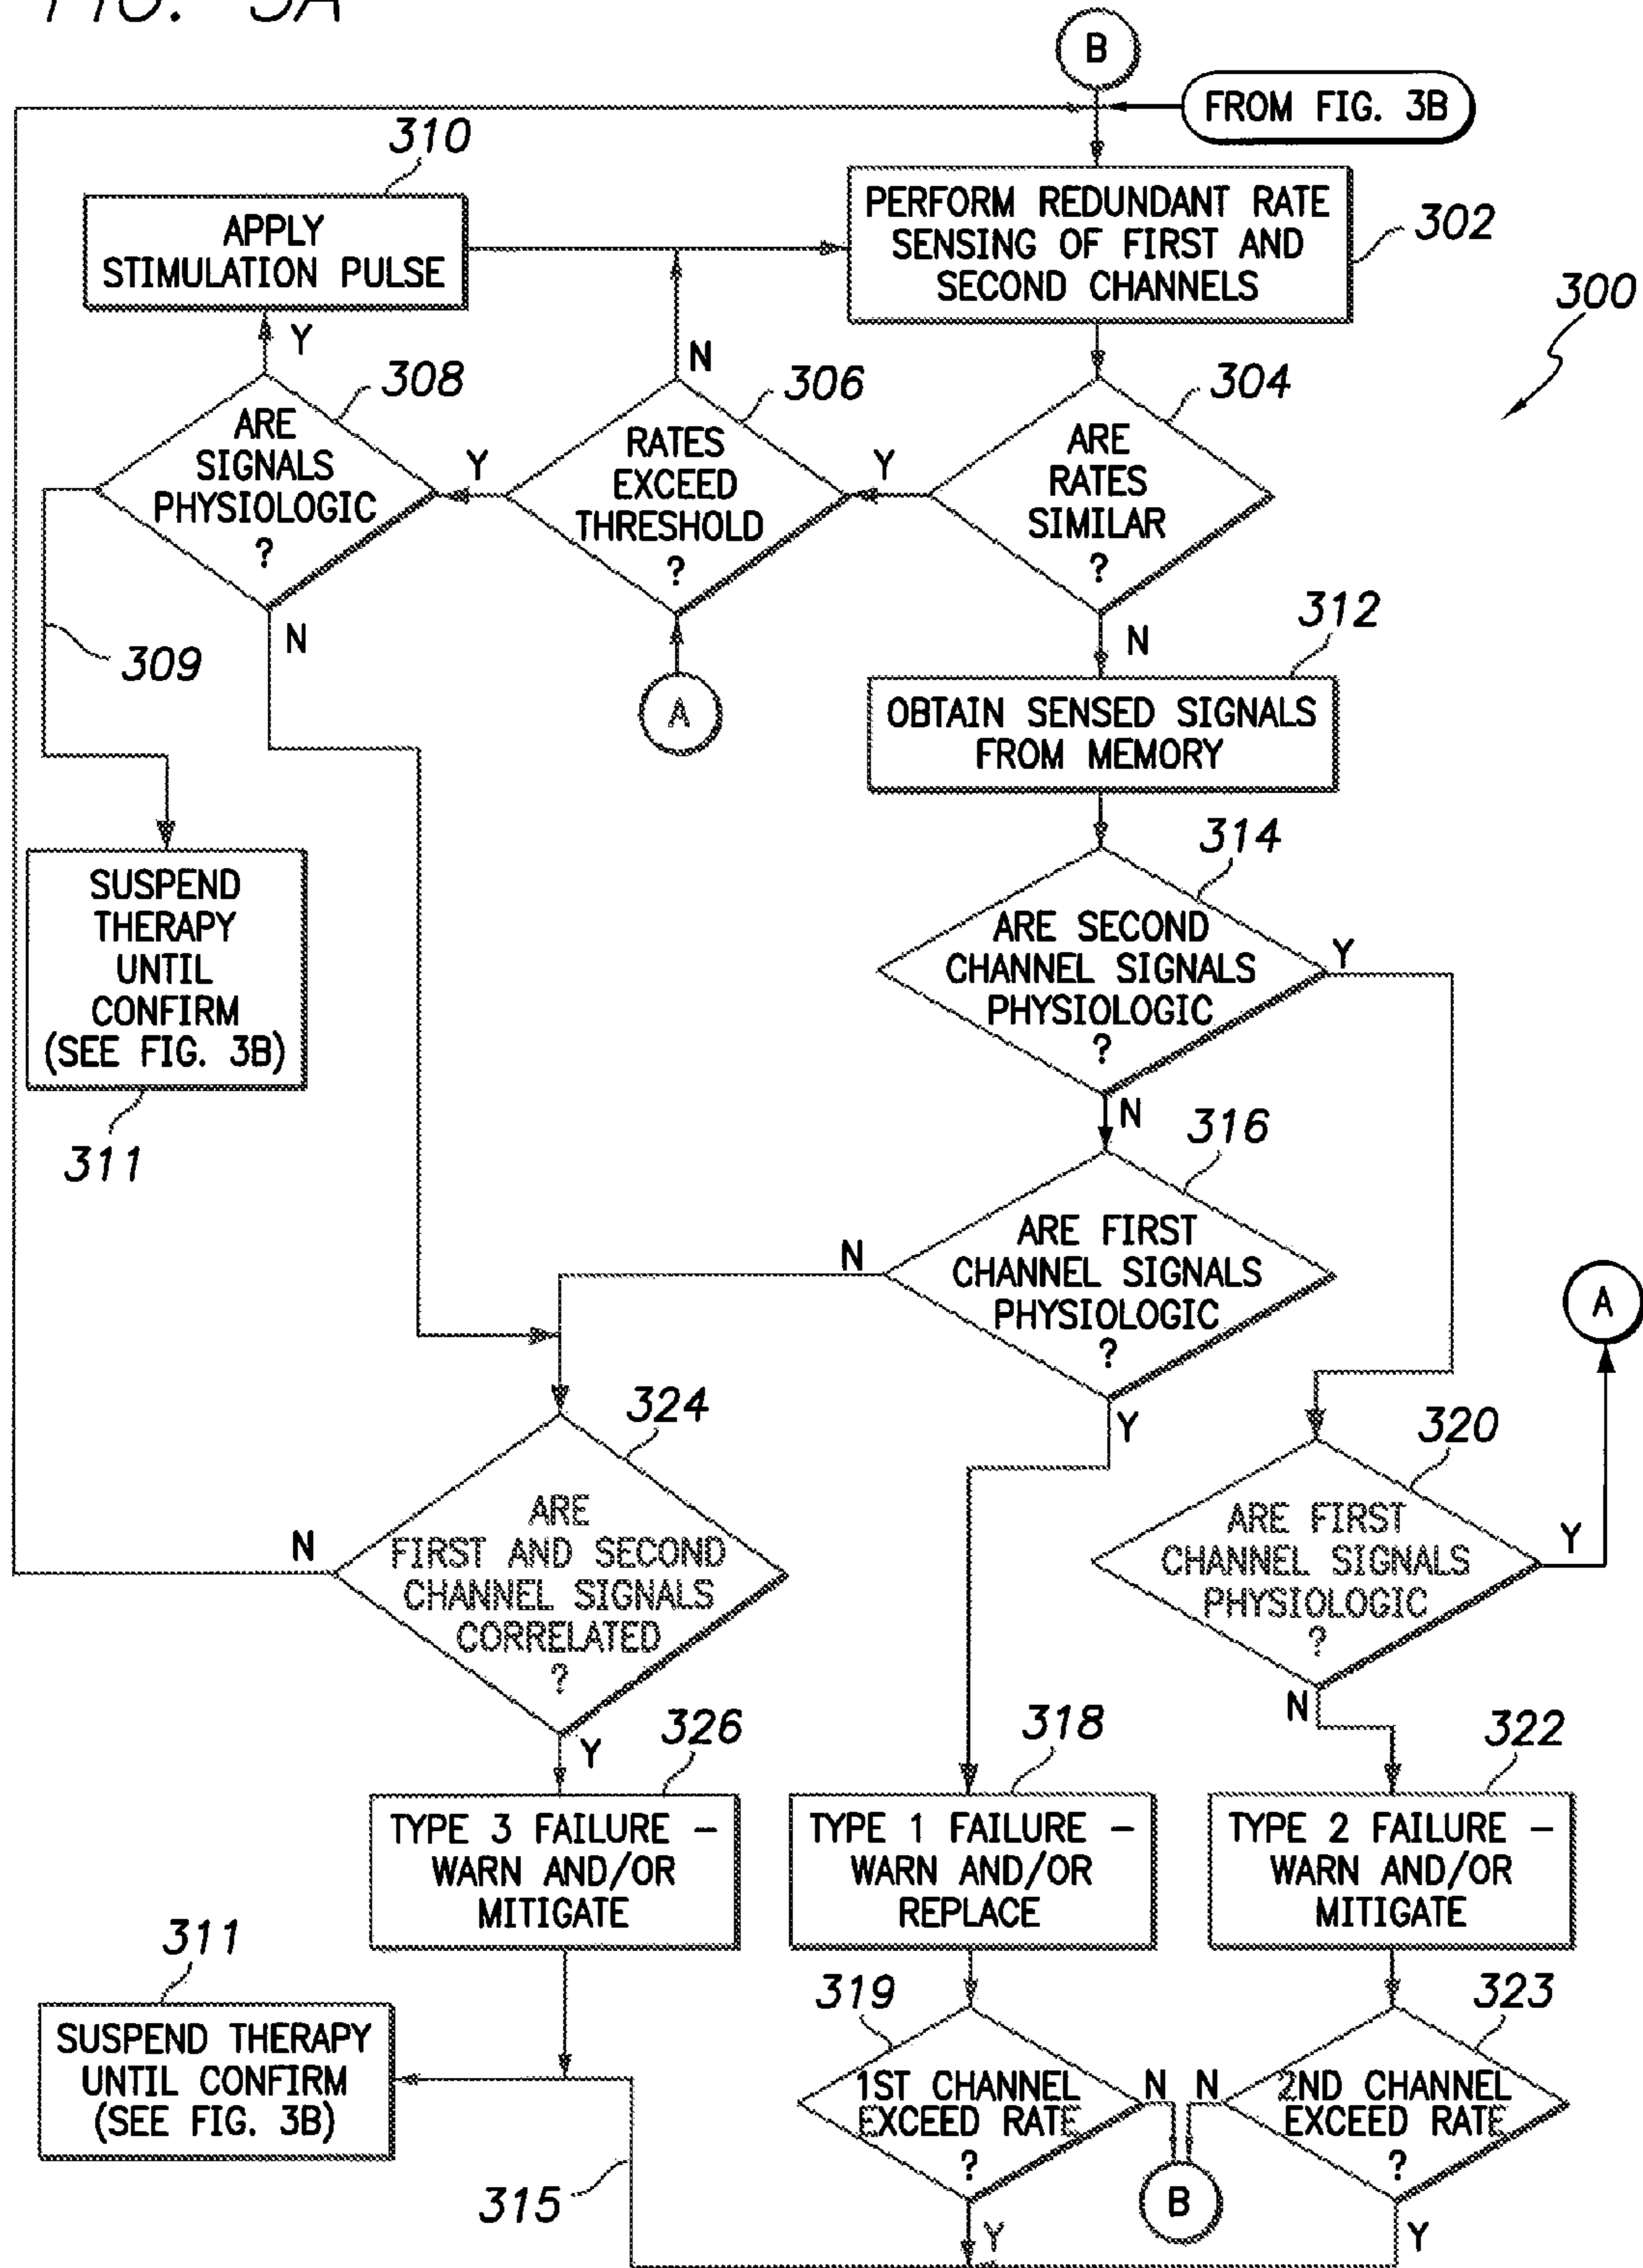 FIG. 3A
B
FROM FIG. 3B
310
APPLY
STIMULATION PULSE
PERFORM REDUNDANT RATE
SENSING OF FIRST AND
SECOND CHANNELS
302
300
Y
308
ARE
SIGNALS
PHYSIOLOGIC
?
Y
N
306
RATES
EXCEED
THRESHOLD
?
Y
304
ARE
RATES
SIMILAR
?
309
N
A
N
312
OBTAIN SENSED SIGNALS
FROM MEMORY
SUSPEND
THERAPY
UNTIL
CONFIRM
(SEE FIG. 3B)
311
314
ARE SECOND
CHANNEL SIGNALS
PHYSIOLOGIC
?
Y
N
316
ARE FIRST
CHANNEL SIGNALS
PHYSIOLOGIC
?
N
Y
A
324
ARE
FIRST AND SECOND
CHANNEL SIGNALS
CORRELATED
?
N
Y
320
ARE FIRST
CHANNEL SIGNALS
PHYSIOLOGIC
?
Y
N
326
TYPE 3 FAILURE -
WARN AND/OR
MITIGATE
318
TYPE 1 FAILURE -
WARN AND/OR
REPLACE
322
TYPE 2 FAILURE -
WARN AND/OR
MITIGATE
311
SUSPEND THERAPY
UNTIL CONFIRM
(SEE FIG. 3B)
315
319
1ST CHANNEL
EXCEED RATE
?
N
Y
323
2ND CHANNEL
EXCEED RATE
?
N
Y
B